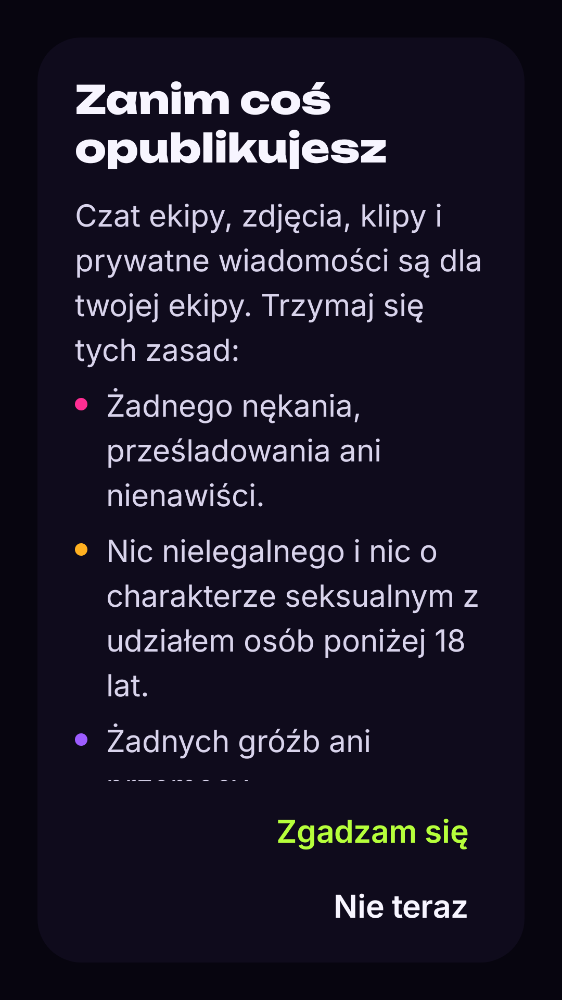 Zanim coś
opublikujesz
Czat ekipy, zdjęcia, klipy i
prywatne wiadomości są dla
twojej ekipy. Trzymaj się
tych zasad:
Żadnego nękania,
prześladowania ani
nienawiści.
Nic nielegalnego i nic o
charakterze seksualnym z
udziałem osób poniżej 18
lat.
Żadnych gróźb ani
Zgadzam się
Nie teraz